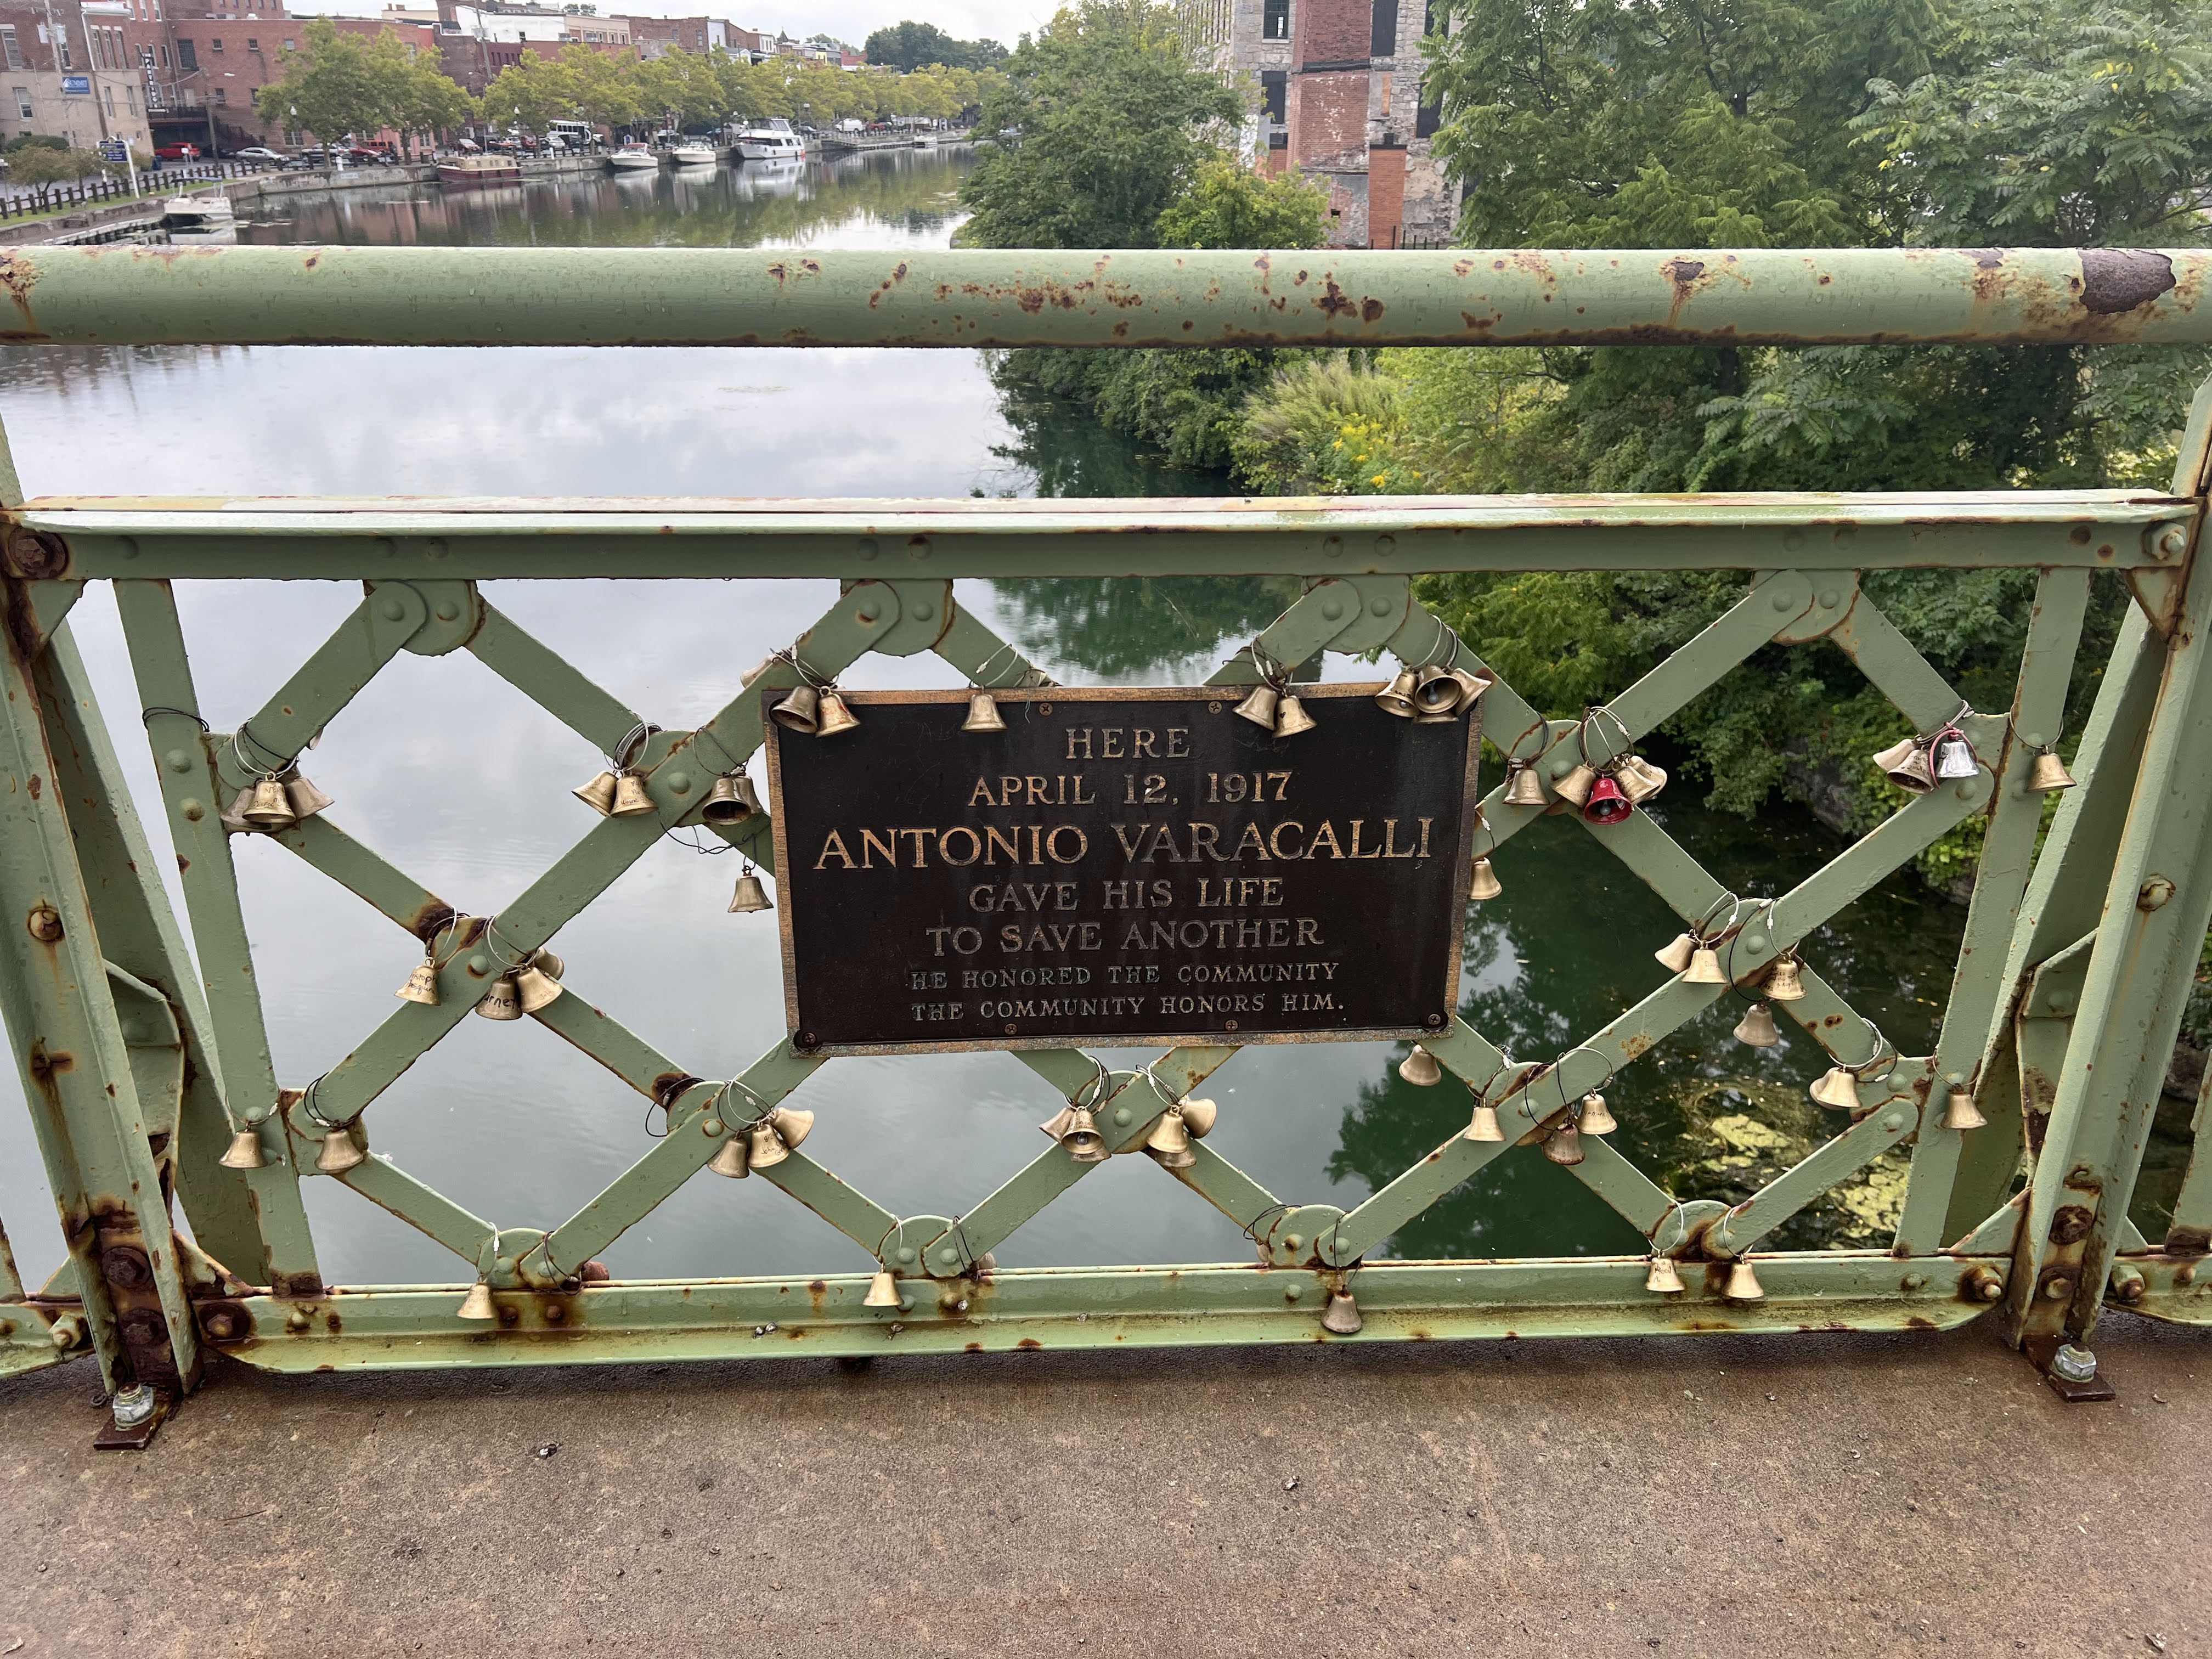 HERE
APRIL 12, 1917
ANTONIO VARACALLI
GAVE HIS LIFE
TO SAVE ANOTHER
HE HONORED THE COMMUNITY
THE COMMUNITY HONORS HIM.